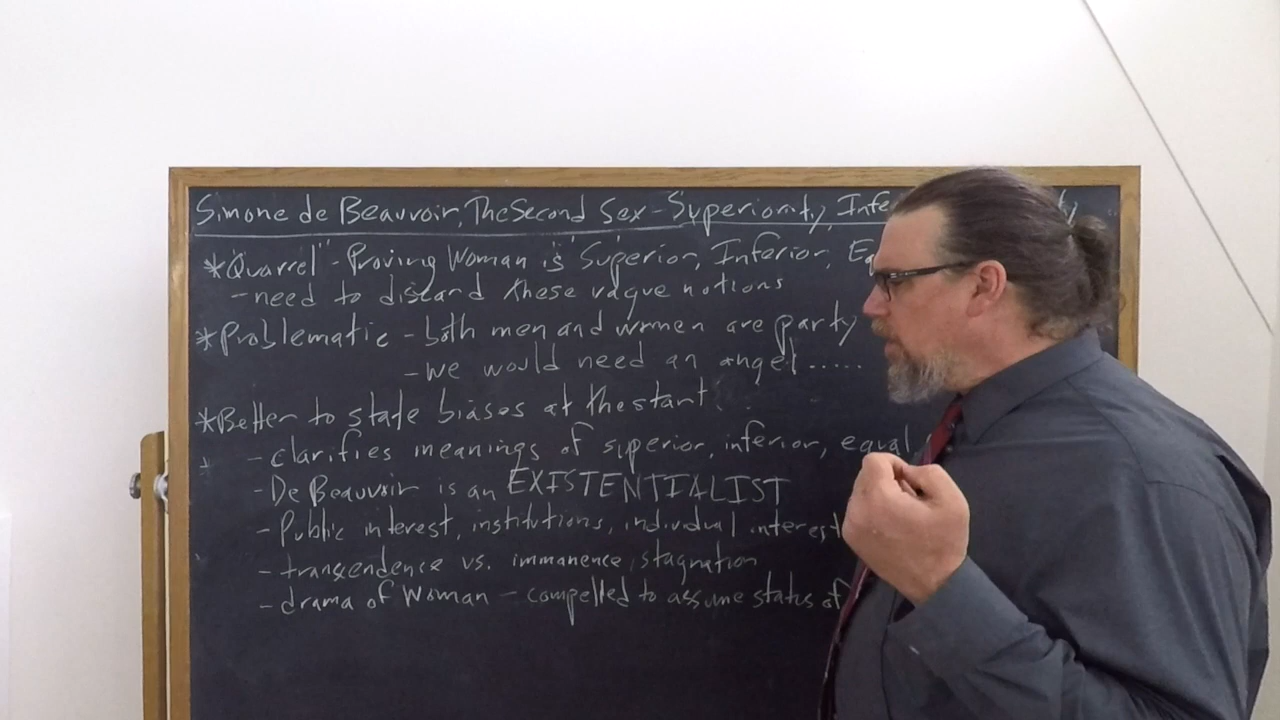 Simone de Beauvoir, The Second Sex - Superiority, Infe ty
*"Quarrel" - Proving Woman is "Superior, Inferior, Eq
- need to discard these vague notions
*Problematic - both men and women are party
- we would need an angel.....
*Better to state biases at the start
- clarifies meanings of superior, inferior, equal
- De Beauvoir is an EXISTENTIALIST
- Public interest, institutions, individual interest
- transcendence vs. immanence, stagnation
- drama of Woman - compelled to assume status of